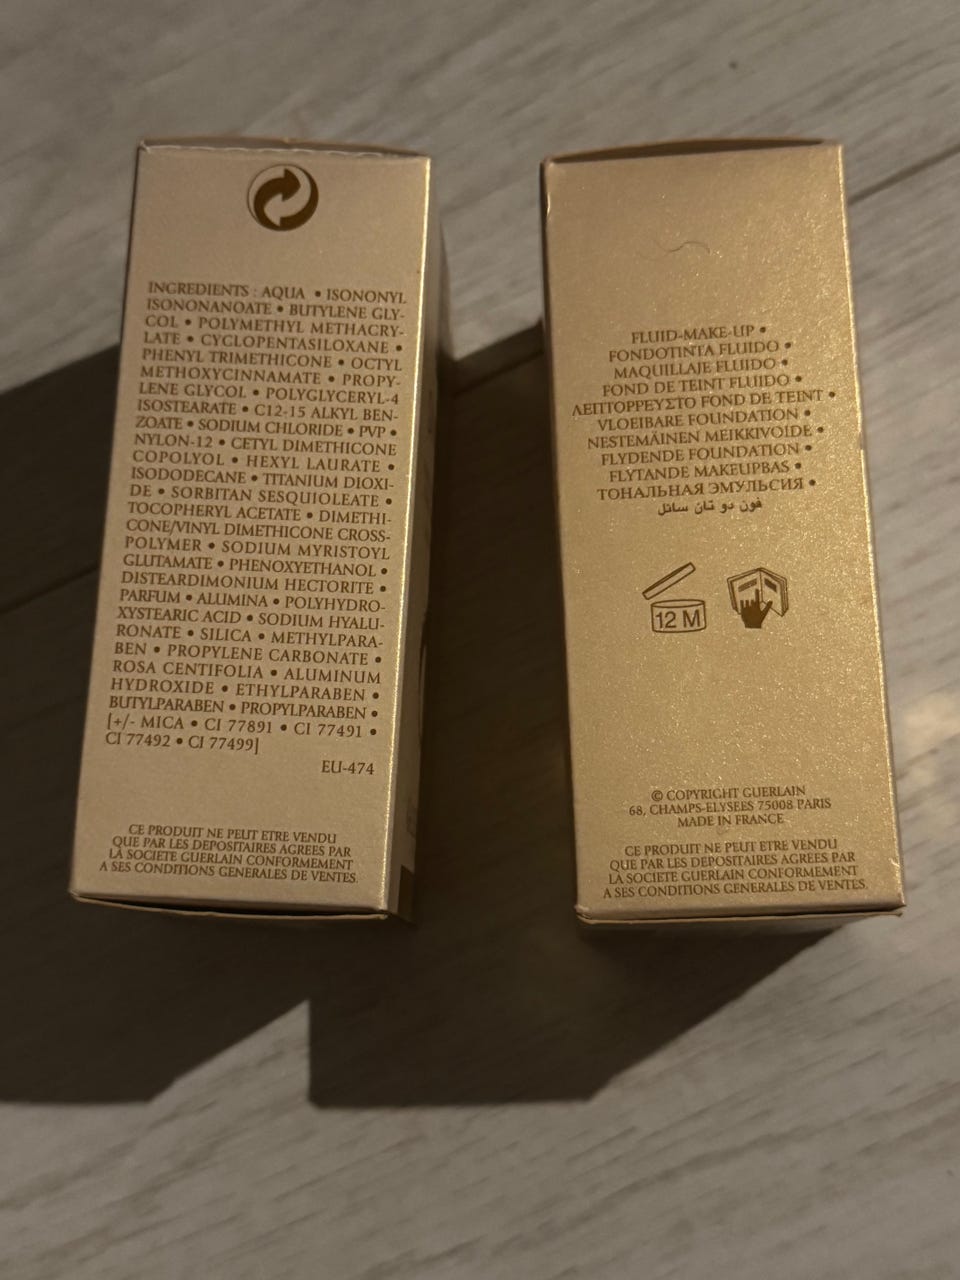 INGREDIENTS : AQUA • ISONONYL
ISONONANOATE • BUTYLENE GLY-
COL • POLYMETHYL METHACRY-
LATE • CYCLOPENTASILOXANE •
PHENYL TRIMETHICONE • OCTYL
METHOXYCINNAMATE • PROPY-
LENE GLYCOL • POLYGLYCERYL-4
ISOSTEARATE • C12-15 ALKYL BEN-
ZOATE • SODIUM CHLORIDE • PVP •
NYLON-12 • CETYL DIMETHICONE
COPOLYOL • HEXYL LAURATE •
ISODODECANE • TITANIUM DIOXI-
DE • SORBITAN SESQUIOLEATE •
TOCOPHERYL ACETATE • DIMETHI-
CONE/VINYL DIMETHICONE CROSS-
POLYMER • SODIUM MYRISTOYL
GLUTAMATE • PHENOXYETHANOL •
DISTEARDIMONIUM HECTORITE •
PARFUM • ALUMINA • POLYHYDRO-
XYSTEARIC ACID • SODIUM HYALU-
RONATE • SILICA • METHYLPARA-
BEN • PROPYLENE CARBONATE •
ROSA CENTIFOLIA • ALUMINUM
HYDROXIDE • ETHYLPARABEN •
BUTYLPARABEN • PROPYLPARABEN •
[+/- MICA • CI 77891 • CI 77491 •
CI 77492 • CI 77499]
EU-474
CE PRODUIT NE PEUT ETRE VENDU
QUE PAR LES DEPOSITAIRES AGREES PAR
LA SOCIETE GUERLAIN CONFORMEMENT
A SES CONDITIONS GENERALES DE VENTES.
FLUID-MAKE-UP •
FONDOTINTA FLUIDO •
MAQUILLAJE FLUIDO •
FOND DE TEINT FLUIDO •
ΛΕΠΤΟΡΡΕΥΣΤΟ FOND DE TEINT •
VLOEIBARE FOUNDATION •
NESTEMÄINEN MEIKKIVOIDE •
FLYDENDE FOUNDATION •
FLYTANDE MAKEUPBAS •
ТОНАЛЬНАЯ ЭМУЛЬСИЯ •
فون دو تان سائل
12 M
© COPYRIGHT GUERLAIN
68, CHAMPS-ELYSEES 75008 PARIS
MADE IN FRANCE
CE PRODUIT NE PEUT ETRE VENDU
QUE PAR LES DEPOSITAIRES AGREES PAR
LA SOCIETE GUERLAIN CONFORMEMENT
A SES CONDITIONS GENERALES DE VENTES.